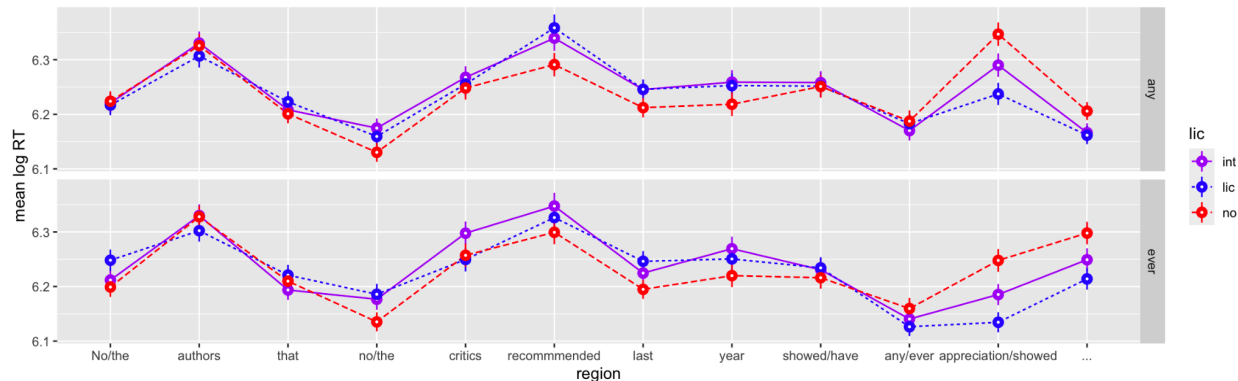 6.3
6.2
6.1
any
6.3
6.2
6.1
ever
mean log RT
No/the authors that no/the critics recommmended last year showed/have any/ever appreciation/showed ...
region
lic
int
lic
no